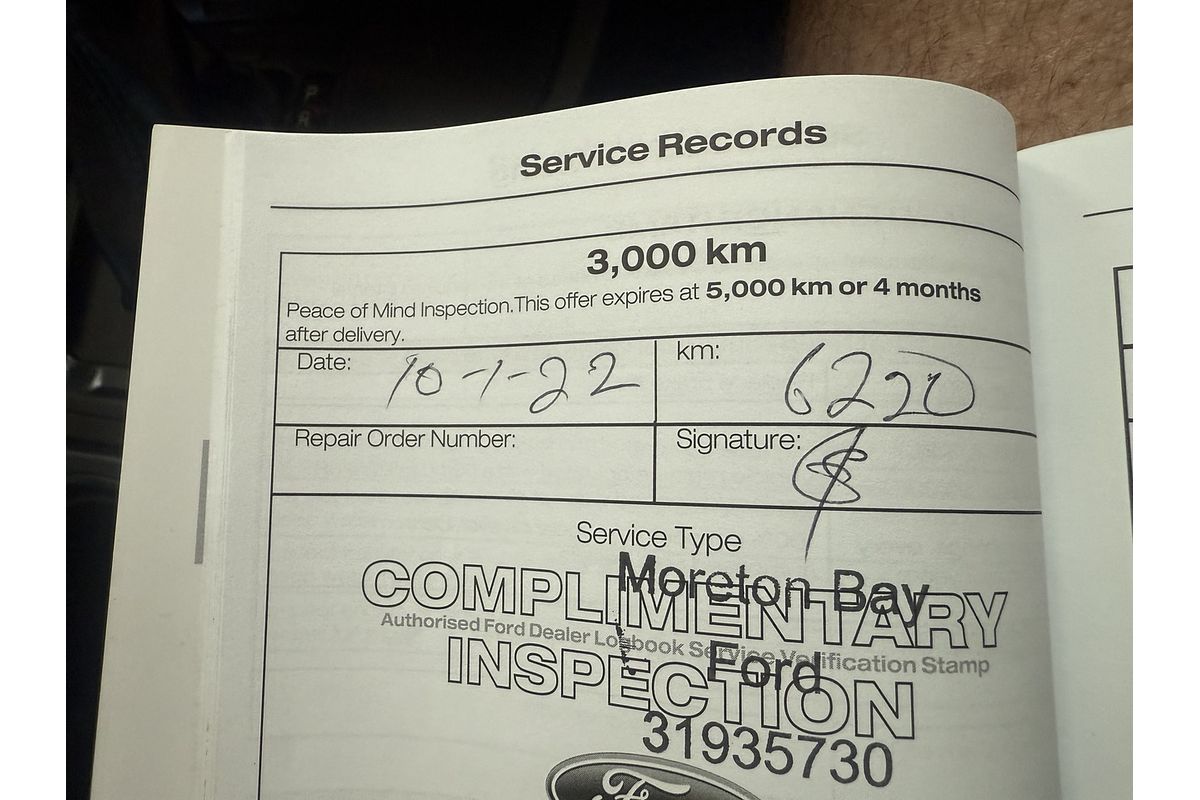 Service Records
3,000 km
Peace of Mind Inspection.This offer expires at 5,000 km or 4 months
after delivery.
Date: 10-1-22
km: 6220
Repair Order Number:
Signature:
Service Type
Moreton Bay
COMPLIMENTARY
Authorised Ford Dealer Logbook Service Verification Stamp
Ford
INSPECTION
31935730